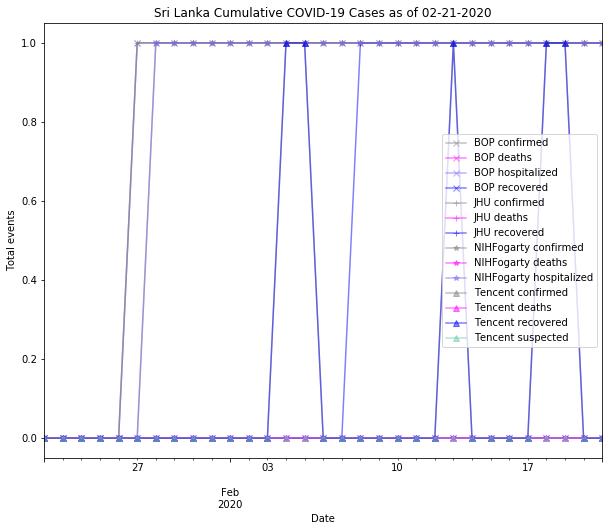 Sri Lanka Cumulative COVID-19 Cases as of 02-21-2020
1.0
0.8
0.6
0.4
0.2
0.0
Total events
BOP confirmed
BOP deaths
BOP hospitalized
BOP recovered
JHU confirmed
JHU deaths
JHU recovered
NIHFogarty confirmed
NIHFogarty deaths
NIHFogarty hospitalized
Tencent confirmed
Tencent deaths
Tencent recovered
Tencent suspected
27 03 10 17
Feb
2020
Date